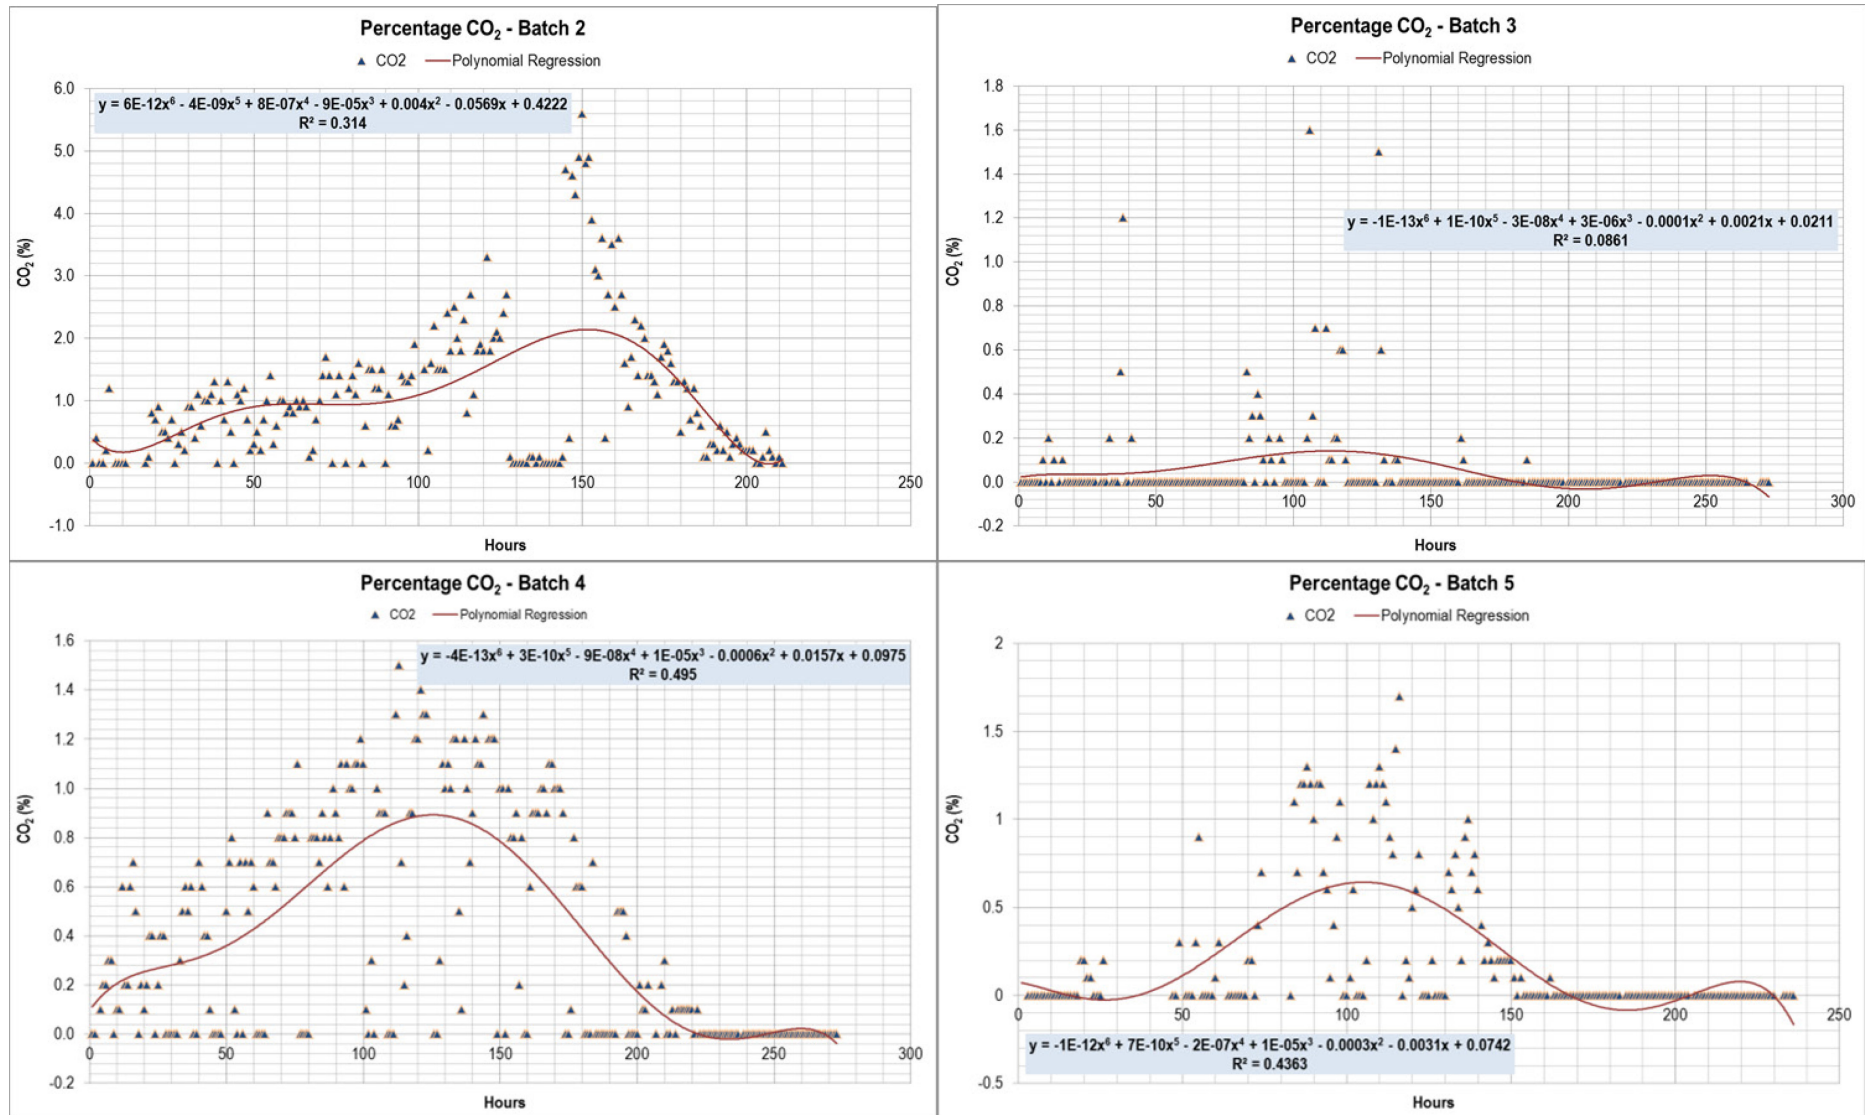 Percentage CO₂ - Batch 2
CO2 Polynomial Regression
y = 6E-12x⁶ - 4E-09x⁵ + 8E-07x⁴ - 9E-05x³ + 0.004x² - 0.0569x + 0.4222
R² = 0.314
CO₂ (%)
6.0
5.0
4.0
3.0
2.0
1.0
0.0
-1.0
0 50 100 150 200 250
Hours
Percentage CO₂ - Batch 3
CO2 Polynomial Regression
y = -1E-13x⁶ + 1E-10x⁵ - 3E-08x⁴ + 3E-06x³ - 0.0001x² + 0.0021x + 0.0211
R² = 0.0861
CO₂ (%)
1.8
1.6
1.4
1.2
1.0
0.8
0.6
0.4
0.2
0.0
-0.2
0 50 100 150 200 250 300
Hours
Percentage CO₂ - Batch 4
CO2 Polynomial Regression
y = -4E-13x⁶ + 3E-10x⁵ - 9E-08x⁴ + 1E-05x³ - 0.0006x² + 0.0157x + 0.0975
R² = 0.495
CO₂ (%)
1.6
1.4
1.2
1.0
0.8
0.6
0.4
0.2
0.0
-0.2
0 50 100 150 200 250 300
Hours
Percentage CO₂ - Batch 5
CO2 Polynomial Regression
CO₂ (%)
2
1.5
1
0.5
0
-0.5
0 50 100 150 200 250
y = -1E-12x⁶ + 7E-10x⁵ - 2E-07x⁴ + 1E-05x³ - 0.0003x² - 0.0031x + 0.0742
R² = 0.4363
Hours